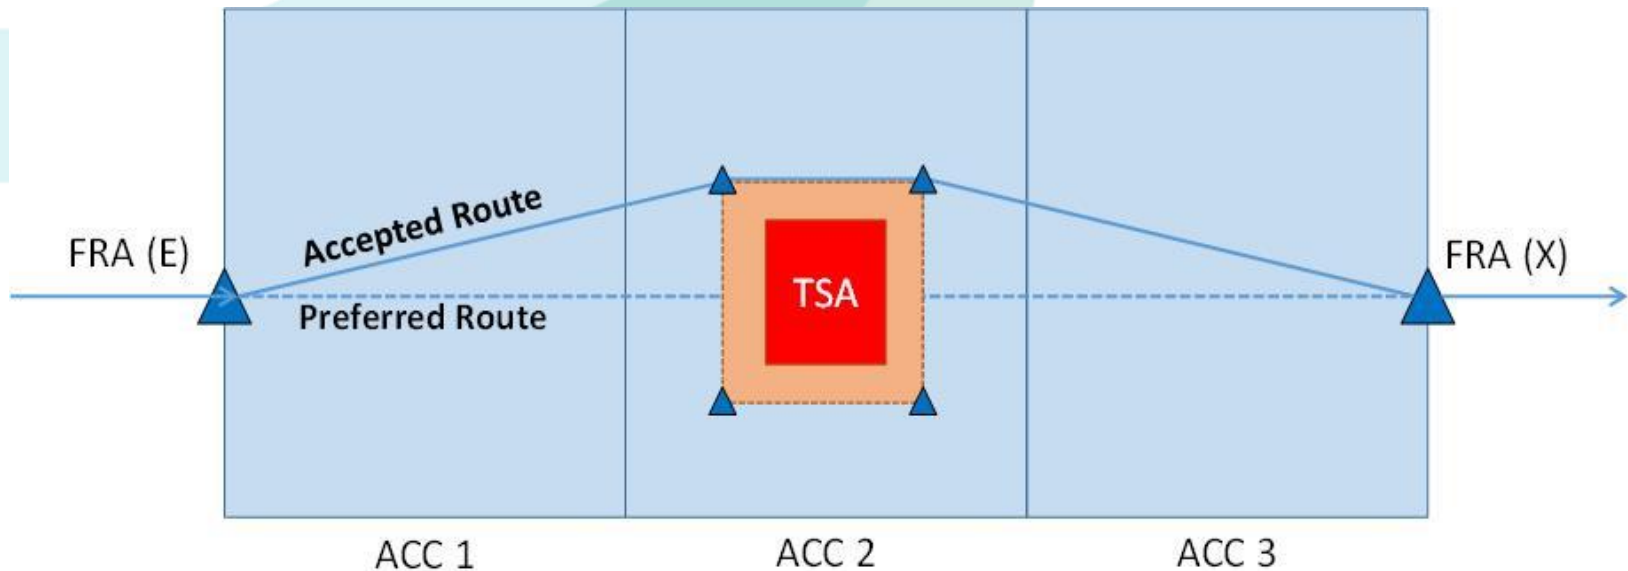 Accepted Route
FRA (E)
FRA (X)
TSA
Preferred Route
ACC 1
ACC 2
ACC 3